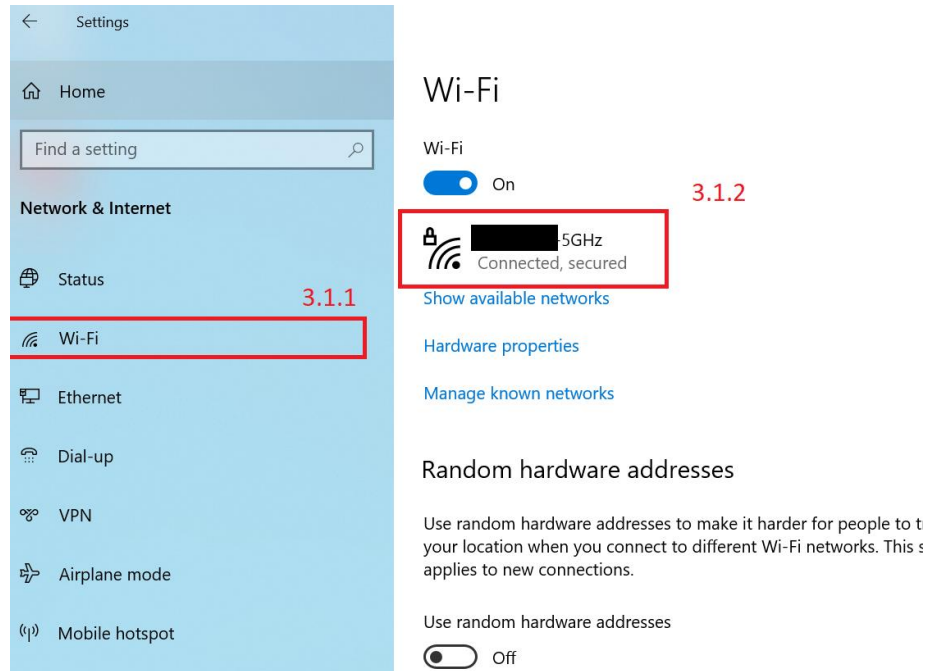 Settings
Home
Find a setting
Network & Internet
Status
3.1.1
Wi-Fi
Ethernet
Dial-up
VPN
Airplane mode
Mobile hotspot
Wi-Fi
Wi-Fi
On
3.1.2
-5GHz
Connected, secured
Show available networks
Hardware properties
Manage known networks
Random hardware addresses
Use random hardware addresses to make it harder for people to
your location when you connect to different Wi-Fi networks. This
applies to new connections.
Use random hardware addresses
Off